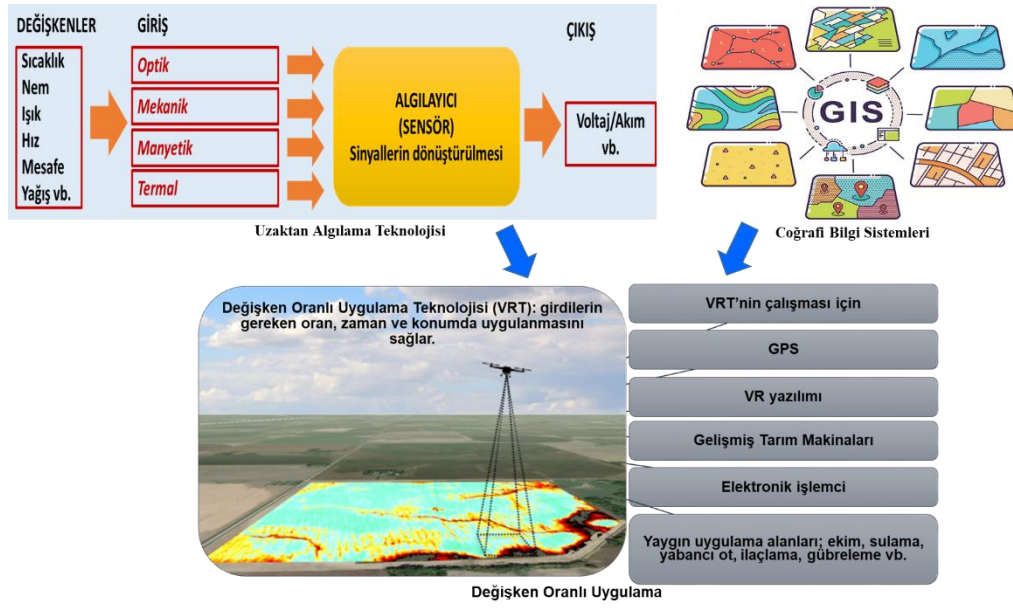 DEĞİŞKENLER
Sıcaklık
Nem
Işık
Hız
Mesafe
Yağış vb.
GİRİŞ
Optik
Mekanik
Manyetik
Termal
ALGILAYICI
(SENSÖR)
Sinyallerin dönüştürülmesi
ÇIKIŞ
Voltaj/Akım
vb.
Uzaktan Algılama Teknolojisi
GIS
Coğrafi Bilgi Sistemleri
Değişken Oranlı Uygulama Teknolojisi (VRT): girdilerin
gereken oran, zaman ve konumda uygulanmasını
sağlar.
VRT'nin çalışması için
GPS
VR yazılımı
Gelişmiş Tarım Makinaları
Elektronik işlemci
Yaygın uygulama alanları; ekim, sulama,
yabancı ot, ilaçlama, gübreleme vb.
Değişken Oranlı Uygulama